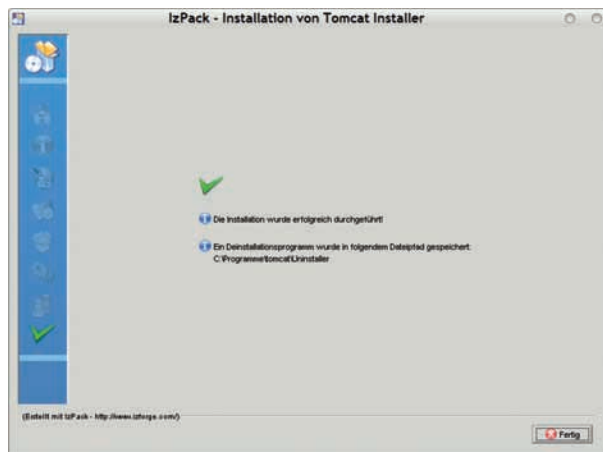 IzPack - Installation von Tomcat Installer
Die Installation wurde erfolgreich durchgeführt!
Ein Deinstallationsprogramm wurde in folgendem Dateipfad gespeichert:
C:\Programme\tomcat\Uninstaller
(Erstellt mit IzPack - http://www.izforge.com/)
Fertig